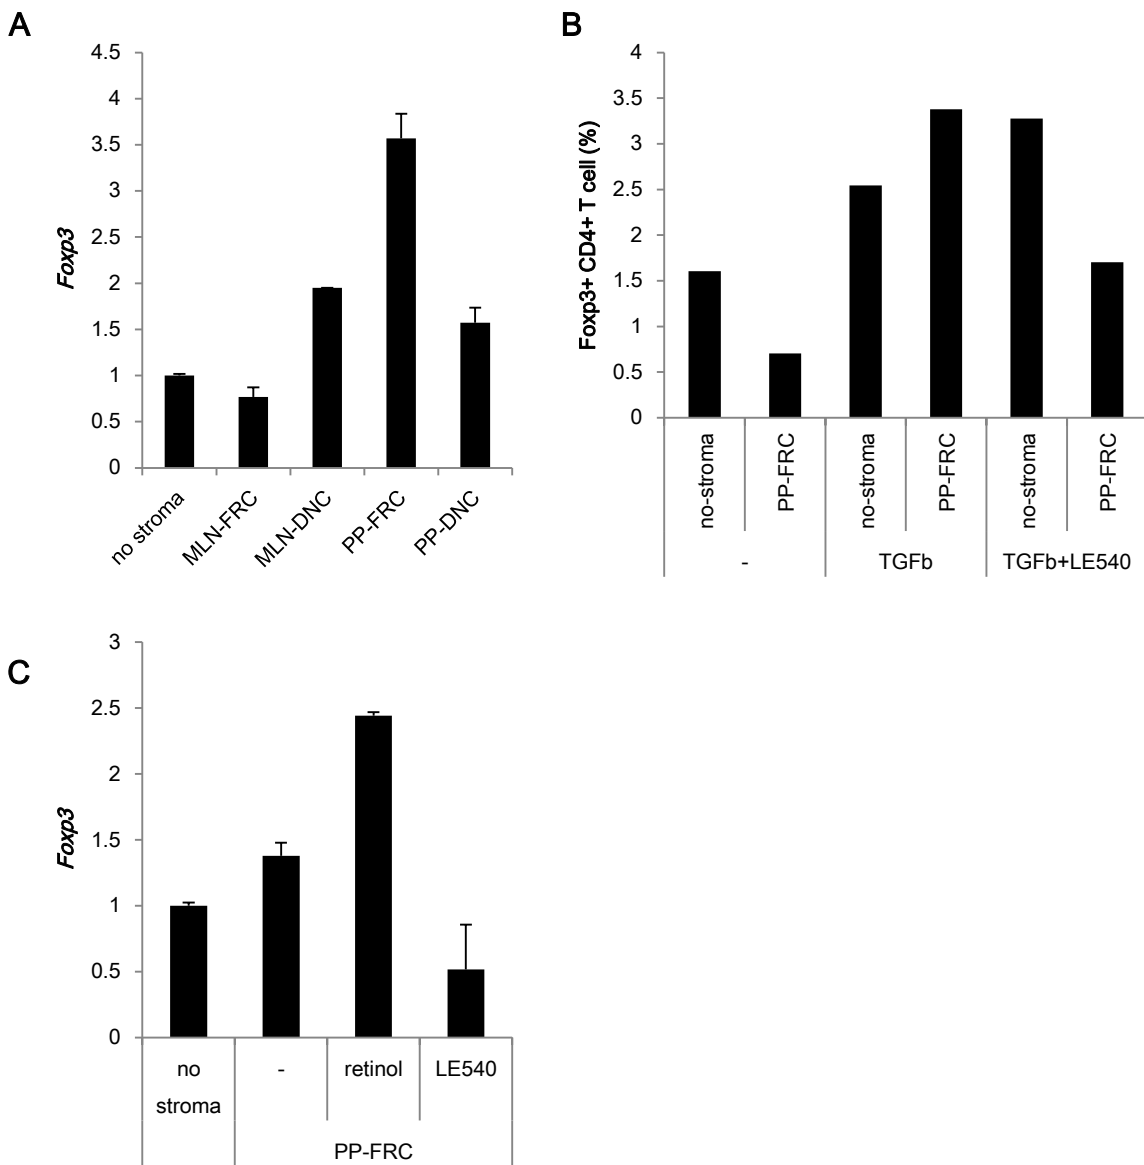 A
4.5
4
3.5
3
2.5
2
1.5
1
0.5
0
Foxp3
no stroma
MLN-FRC
MLN-DNC
PP-FRC
PP-DNC
B
4
3.5
3
2.5
2
1.5
1
0.5
0
Foxp3+ CD4+ T cell (%)
no-stroma
PP-FRC
no-stroma
PP-FRC
no-stroma
PP-FRC
-
TGFb
TGFb+LE540
C
3
2.5
2
1.5
1
0.5
0
Foxp3
no
stroma
-
retinol
LE540
PP-FRC